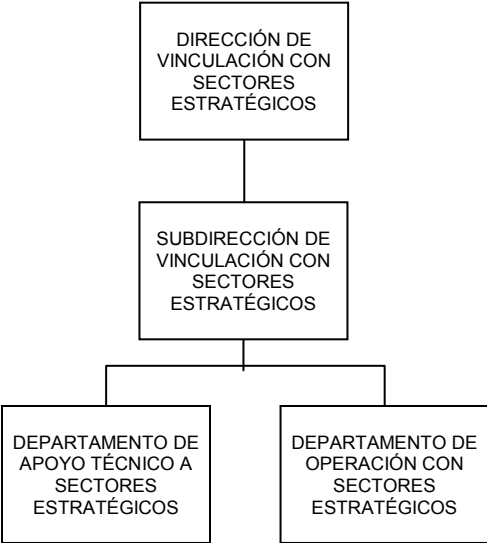 DIRECCIÓN DE
VINCULACIÓN CON
SECTORES
ESTRATÉGICOS
SUBDIRECCIÓN DE
VINCULACIÓN CON
SECTORES
ESTRATÉGICOS
DEPARTAMENTO DE
APOYO TÉCNICO A
SECTORES
ESTRATÉGICOS
DEPARTAMENTO DE
OPERACIÓN CON
SECTORES
ESTRATÉGICOS